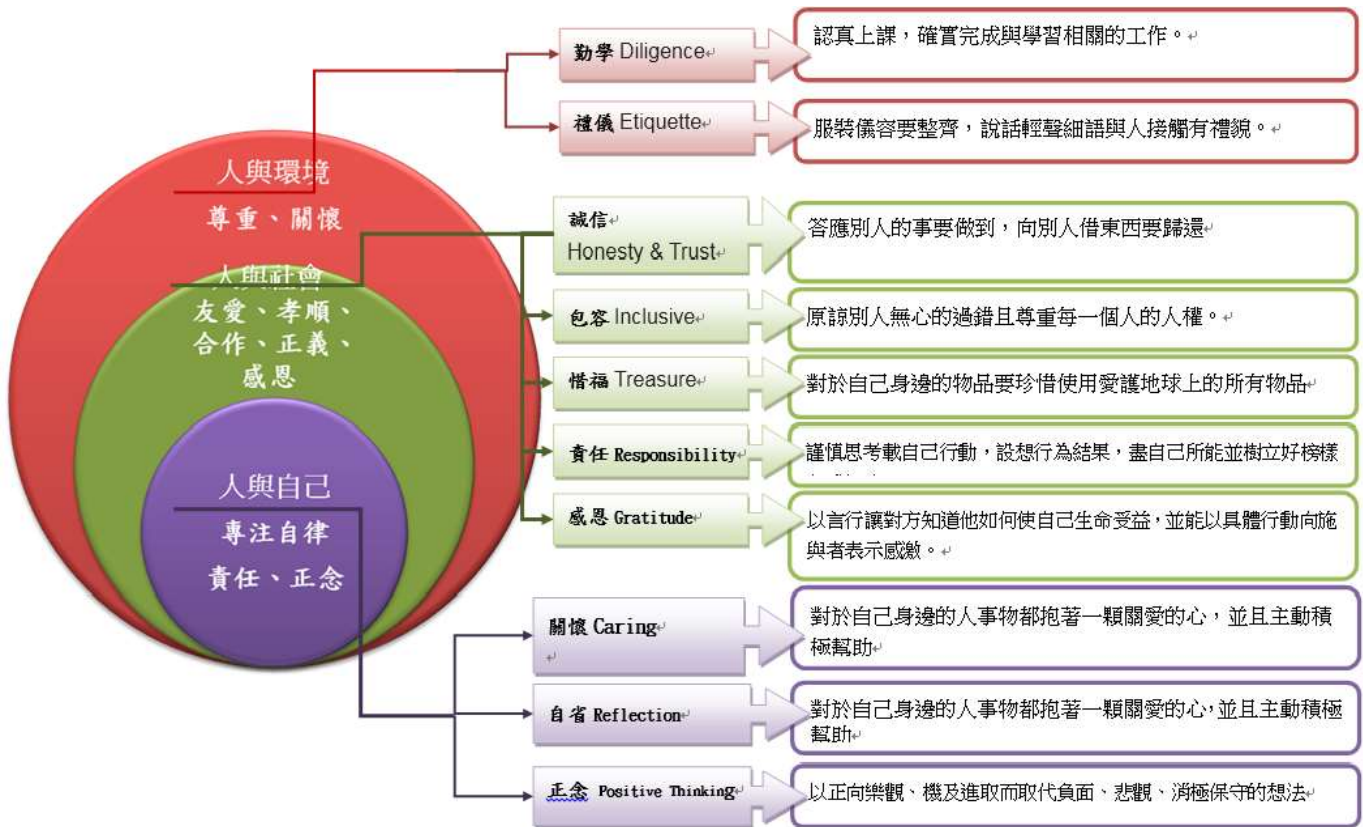 人與環境
尊重、關懷
人與社會
友愛、孝順、
合作、正義、
感恩
人與自己
專注自律
責任、正念
勤學 Diligence
認真上課，確實完成與學習相關的工作。
禮儀 Etiquette
服裝儀容要整齊，說話輕聲細語與人接觸有禮貌。
誠信
Honesty & Trust
答應別人的事要做到，向別人借東西要歸還
包容 Inclusive
原諒別人無心的過錯且尊重每一個人的人權。
惜福 Treasure
對於自己身邊的物品要珍惜使用愛護地球上的所有物品
責任 Responsibility
謹慎思考載自己行動，設想行為結果，盡自己所能並樹立好榜樣
感恩 Gratitude
以言行讓對方知道他如何使自己生命受益，並能以具體行動向施
與者表示感激。
關懷 Caring
對於自己身邊的人事物都抱著一顆關愛的心，並且主動積
極幫助
自省 Reflection
對於自己身邊的人事物都抱著一顆關愛的心，並且主動積極
幫助
正念 Positive Thinking
以正向樂觀、機及進取而取代負面、悲觀、消極保守的想法